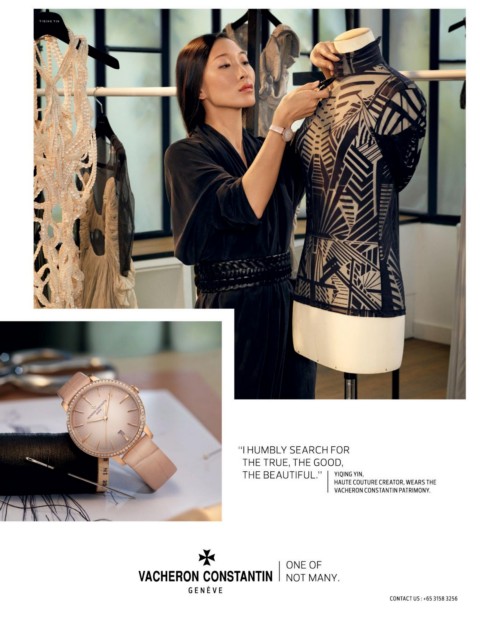 YIQING YIN
"I HUMBLY SEARCH FOR
THE TRUE, THE GOOD,
THE BEAUTIFUL."
YIQING YIN,
HAUTE COUTURE CREATOR, WEARS THE
VACHERON CONSTANTIN PATRIMONY.
VACHERON CONSTANTIN
GENÈVE
ONE OF
NOT MANY.
CONTACT US : +65 3158 3256